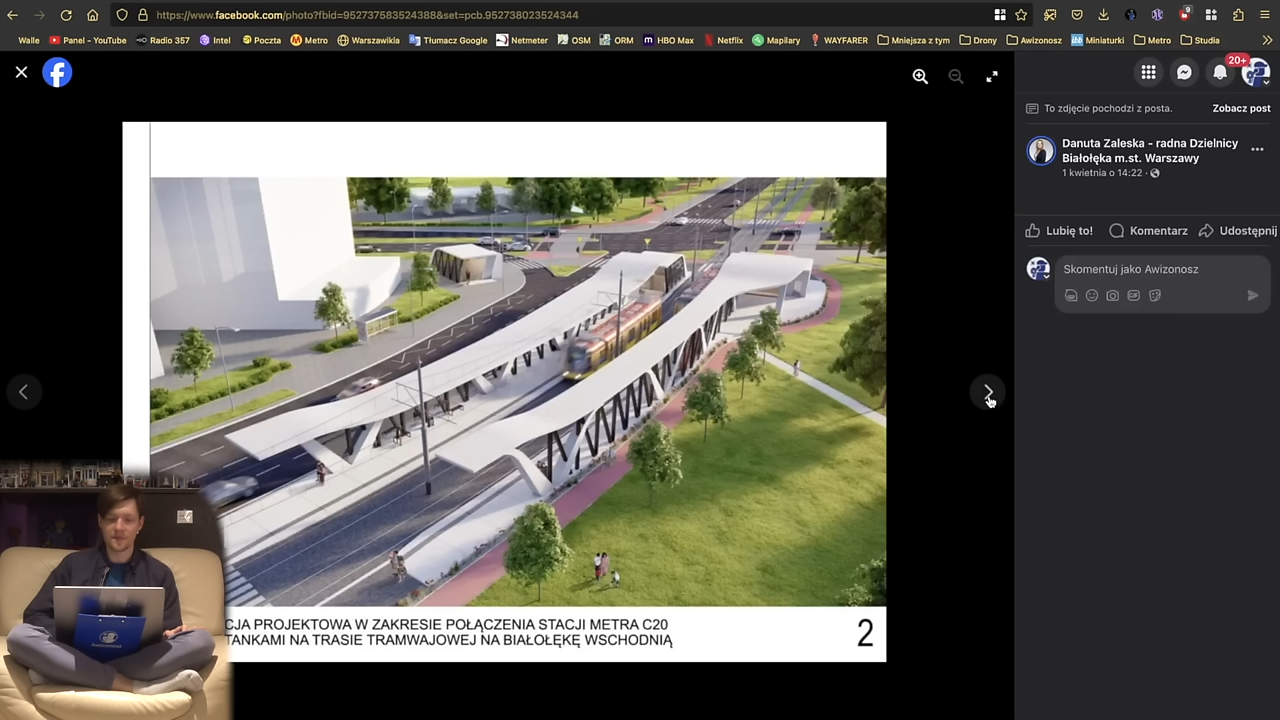 https://www.facebook.com/photo?fbid=952737583524388&set=pcb.952738023524344
9
Walle
Panel - YouTube
Radio 357
Intel
Poczta
Metro
Warszawikia
Tłumacz Google
Netmeter
OSM
ORM
HBO Max
Netflix
Mapilary
WAYFARER
Mniejsza z tym
Drony
Awizonosz
Miniaturki
Metro
Studia
20+
To zdjęcie pochodzi z posta.
Zobacz post
Danuta Zaleska - radna Dzielnicy
Białołęka m.st. Warszawy
1 kwietnia o 14:22
Lubię to!
Komentarz
Udostępnij
Skomentuj jako Awizonosz
GIF
CJA PROJEKTOWA W ZAKRESIE POŁĄCZENIA STACJI METRA C20
TANKAMI NA TRASIE TRAMWAJOWEJ NA BIAŁOŁĘKĘ WSCHODNIĄ
2